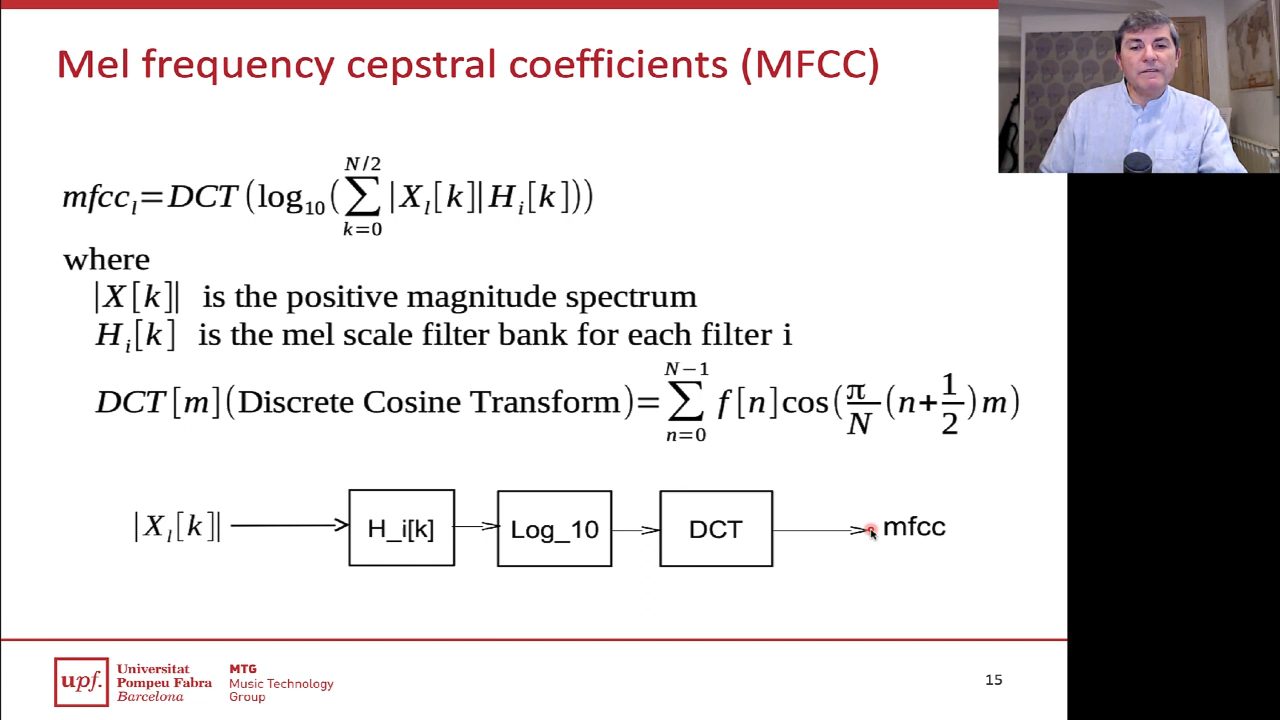 Mel frequency cepstral coefficients (MFCC)
mfcc_l=DCT(log_10(∑_{k=0}^{N/2}|X_l[k]|H_i[k]))
where
|X[k]| is the positive magnitude spectrum
H_i[k] is the mel scale filter bank for each filter i
DCT[m](Discrete Cosine Transform)=∑_{n=0}^{N−1} f[n]cos(π/N(n+1/2)m)
|X_l[k]| H_i[k] Log_10 DCT mfcc
upf. Universitat Pompeu Fabra Barcelona
MTG Music Technology Group
15